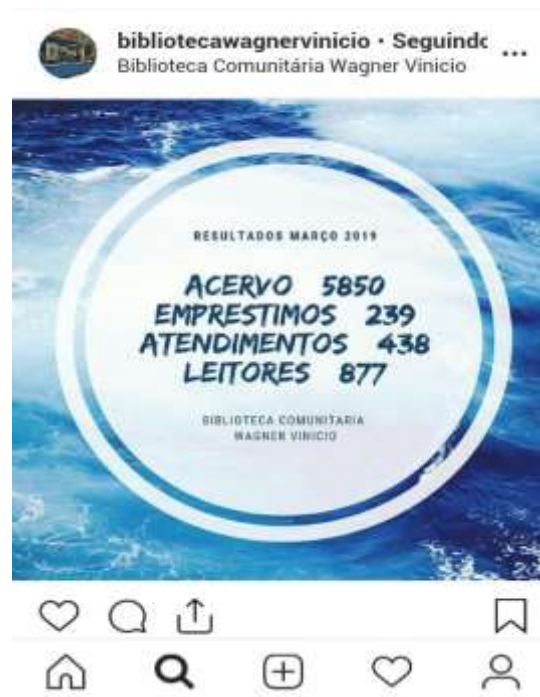 bibliotecawagnervinicio • Seguindo
Biblioteca Comunitária Wagner Vinicio
RESULTADOS MARÇO 2019
ACERVO 5850
EMPRESTIMOS 239
ATENDIMENTOS 438
LEITORES 877
BIBLIOTECA COMUNITARIA
WAGNER VINICIO